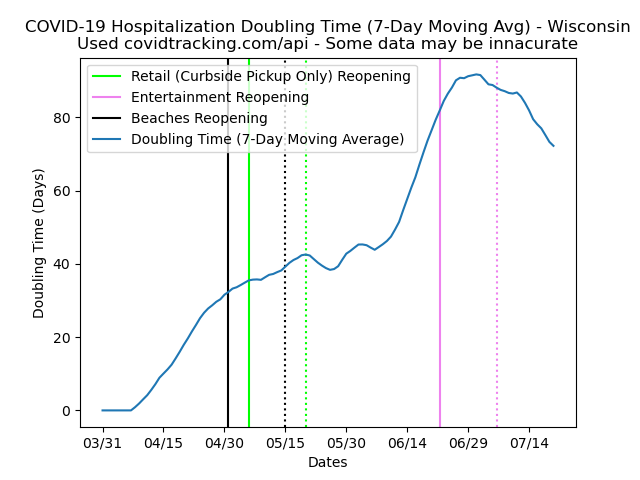 COVID-19 Hospitalization Doubling Time (7-Day Moving Avg) - Wisconsin
Used covidtracking.com/api - Some data may be innacurate
Retail (Curbside Pickup Only) Reopening
Entertainment Reopening
Beaches Reopening
Doubling Time (7-Day Moving Average)
Doubling Time (Days)
80
60
40
20
0
03/31 04/15 04/30 05/15 05/30 06/14 06/29 07/14
Dates